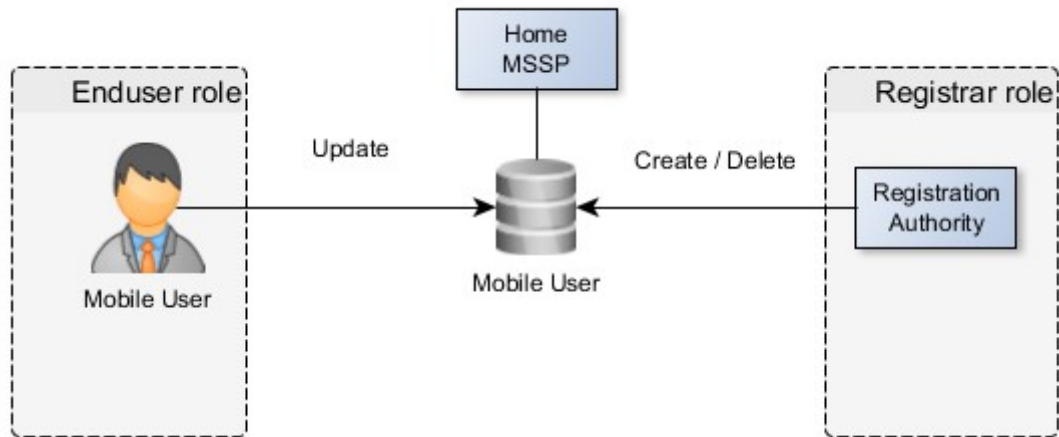 Home
MSSP
Enduser role
Registrar role
Update
Create / Delete
Registration
Authority
Mobile User
Mobile User